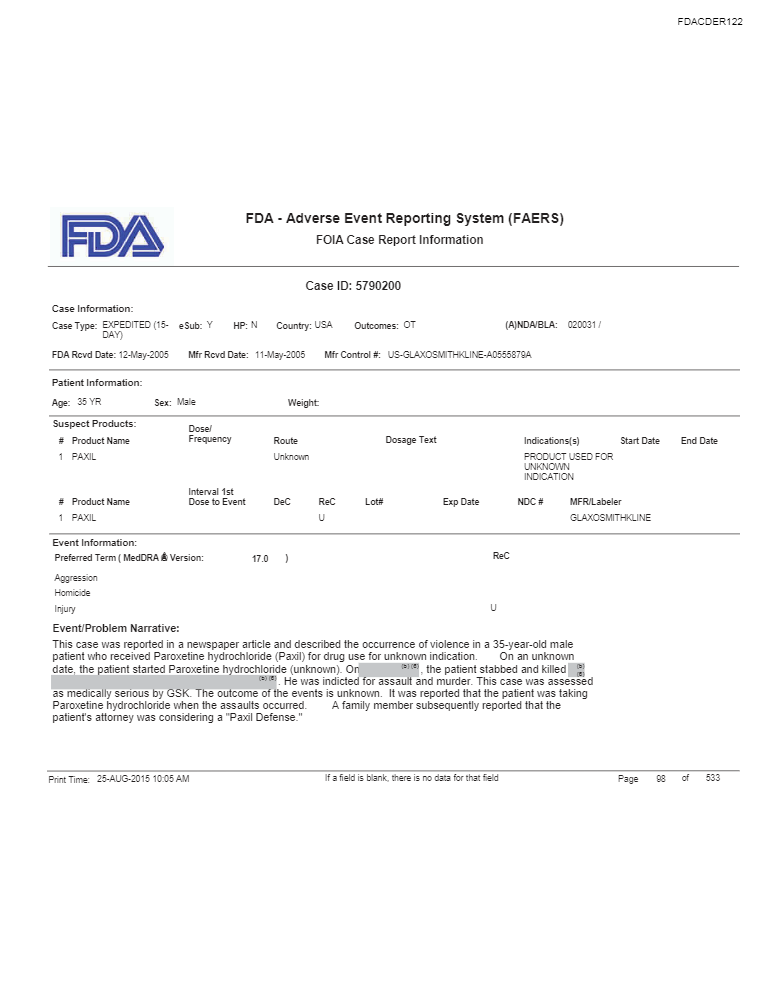 FDACDER122
FDA
FDA - Adverse Event Reporting System (FAERS)
FOIA Case Report Information
Case ID: 5790200
Case Information:
Case Type: EXPEDITED (15- eSub: Y HP: N Country: USA Outcomes: OT (A)NDA/BLA: 020031 /
DAY)
FDA Rcvd Date: 12-May-2005 Mfr Rcvd Date: 11-May-2005 Mfr Control #: US-GLAXOSMITHKLINE-A0555879A
Patient Information:
Age: 35 YR Sex: Male Weight:
Suspect Products:
Dose/
# Product Name Frequency Route Dosage Text Indications(s) Start Date End Date
1 PAXIL Unknown PRODUCT USED FOR
UNKNOWN
INDICATION
Interval 1st
# Product Name Dose to Event DeC ReC Lot# Exp Date NDC # MFR/Labeler
1 PAXIL U GLAXOSMITHKLINE
Event Information:
Preferred Term ( MedDRA Version: 17.0 ) ReC
Aggression
Homicide
Injury U
Event/Problem Narrative:
This case was reported in a newspaper article and described the occurrence of violence in a 35-year-old male
patient who received Paroxetine hydrochloride (Paxil) for drug use for unknown indication. On an unknown
date, the patient started Paroxetine hydrochloride (unknown). On (b) (6), the patient stabbed and killed (b) (6)
(b) (6). He was indicted for assault and murder. This case was assessed
as medically serious by GSK. The outcome of the events is unknown. It was reported that the patient was taking
Paroxetine hydrochloride when the assaults occurred. A family member subsequently reported that the
patient's attorney was considering a "Paxil Defense."
Print Time: 25-AUG-2015 10:05 AM If a field is blank, there is no data for that field Page 98 of 533